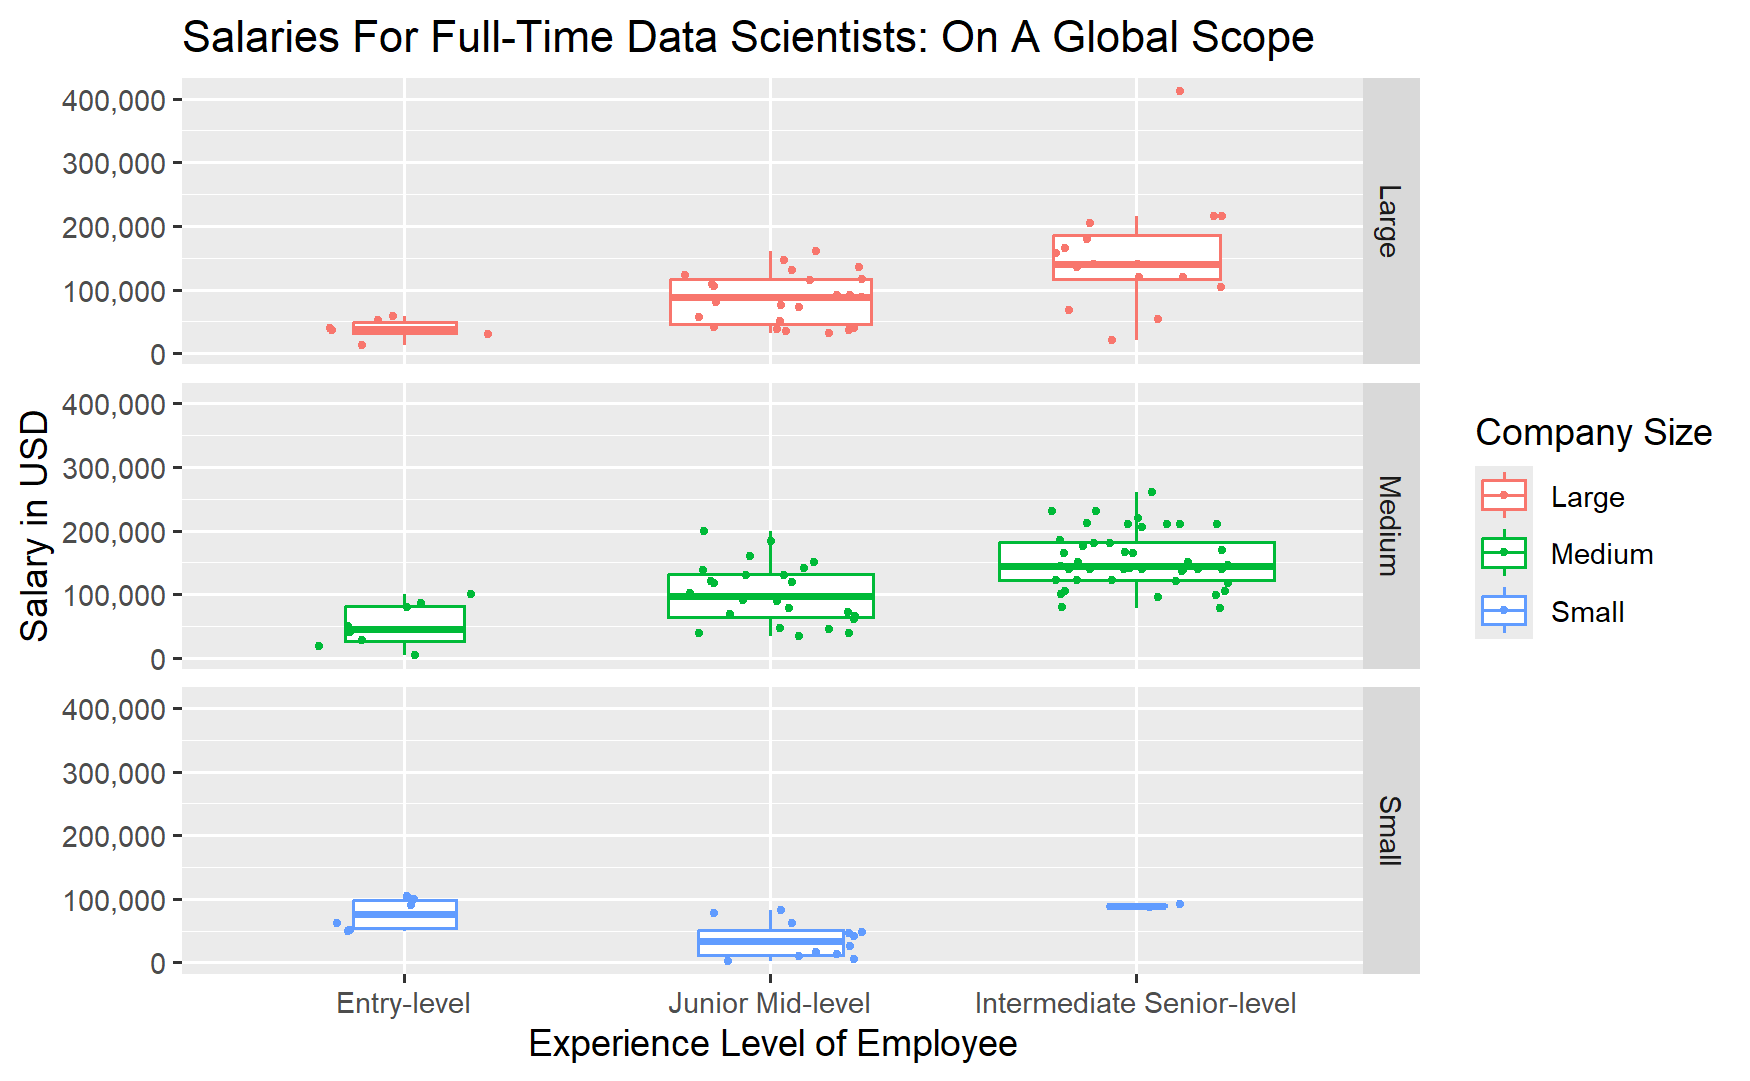 Salaries For Full-Time Data Scientists: On A Global Scope
400,000
300,000
200,000
100,000
0
Large
400,000
300,000
200,000
100,000
0
Medium
400,000
300,000
200,000
100,000
0
Small
Salary in USD
Entry-level
Junior Mid-level
Intermediate Senior-level
Experience Level of Employee
Company Size
Large
Medium
Small